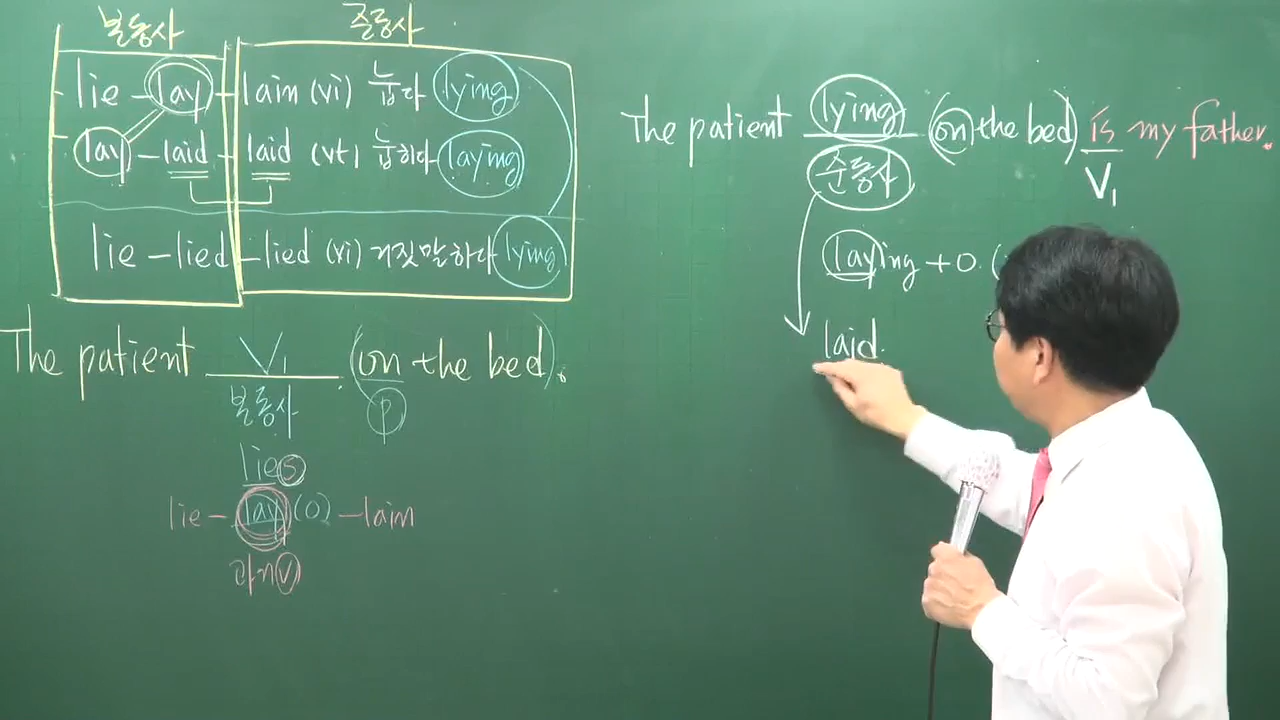 본동사 준동사
lie - lay - lain (vi) 눕다 lying
lay - laid - laid (vt) 눕히다 laying
lie - lied - lied (vi) 거짓말하다 lying
The patient V1 (on the bed).
본동사 P
lies
lie - lay (0) - lain
과거(v)
The patient lying (on the bed) is my father.
준동사 V1
laying + O. (
laid.